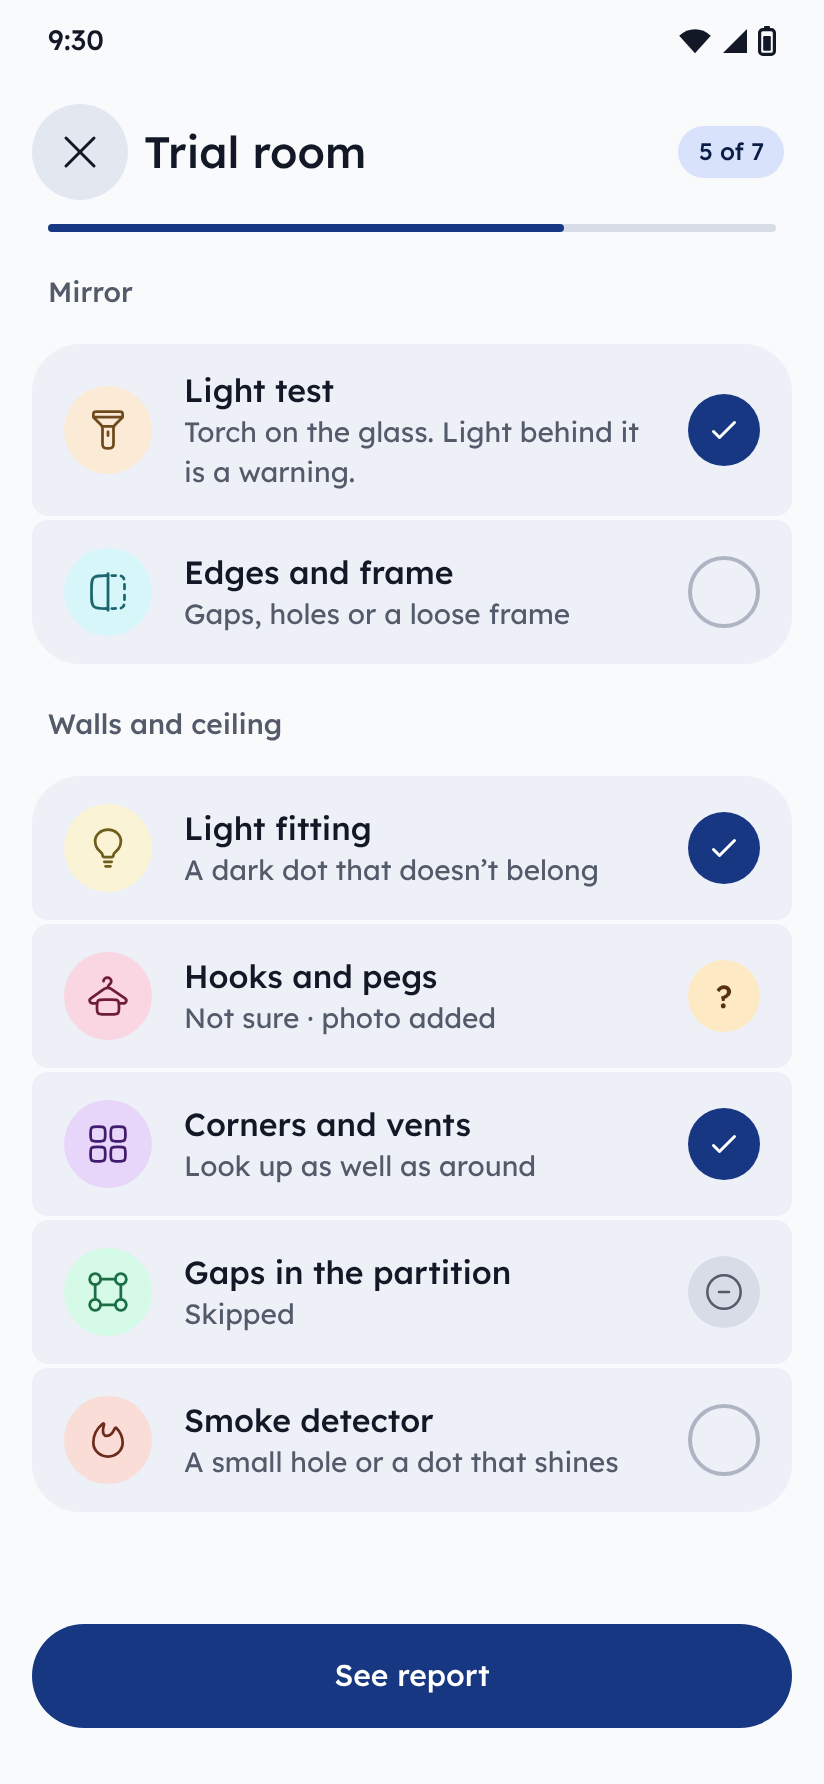 9:30
Trial room
5 of 7
Mirror
Light test
Torch on the glass. Light behind it
is a warning.
Edges and frame
Gaps, holes or a loose frame
Walls and ceiling
Light fitting
A dark dot that doesn’t belong
Hooks and pegs
Not sure · photo added
?
Corners and vents
Look up as well as around
Gaps in the partition
Skipped
Smoke detector
A small hole or a dot that shines
See report